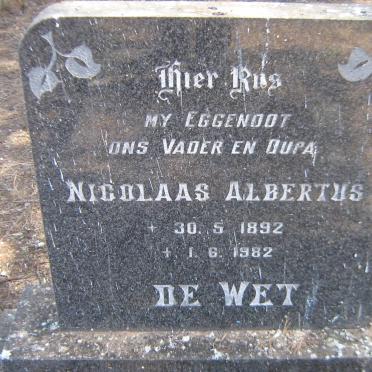 Hier Rus
MY EGGENOOT
ONS VADER EN OUPA
NICOLAAS ALBERTUS
+ 30. 5. 1892
+ 1. 6. 1982
DE WET